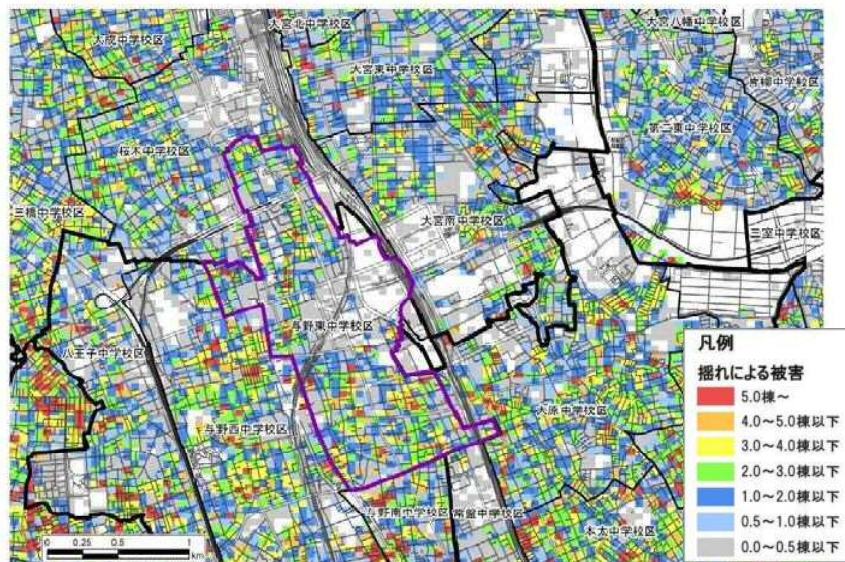 大成中学校区
大宮北中学校区
大宮八幡中学校区
大宮東中学校区
片柳中学校区
第二東中学校区
桜木中学校区
三橋中学校区
大宮南中学校区
三室中学校区
与野東中学校区
八王子中学校区
大原中学校区
与野西中学校区
与野南中学校区
常盤中学校区
木太中学校区
凡例
揺れによる被害
5.0棟~
4.0~5.0棟以下
3.0~4.0棟以下
2.0~3.0棟以下
1.0~2.0棟以下
0.5~1.0棟以下
0.0~0.5棟以下
0 0.25 0.5 1
km